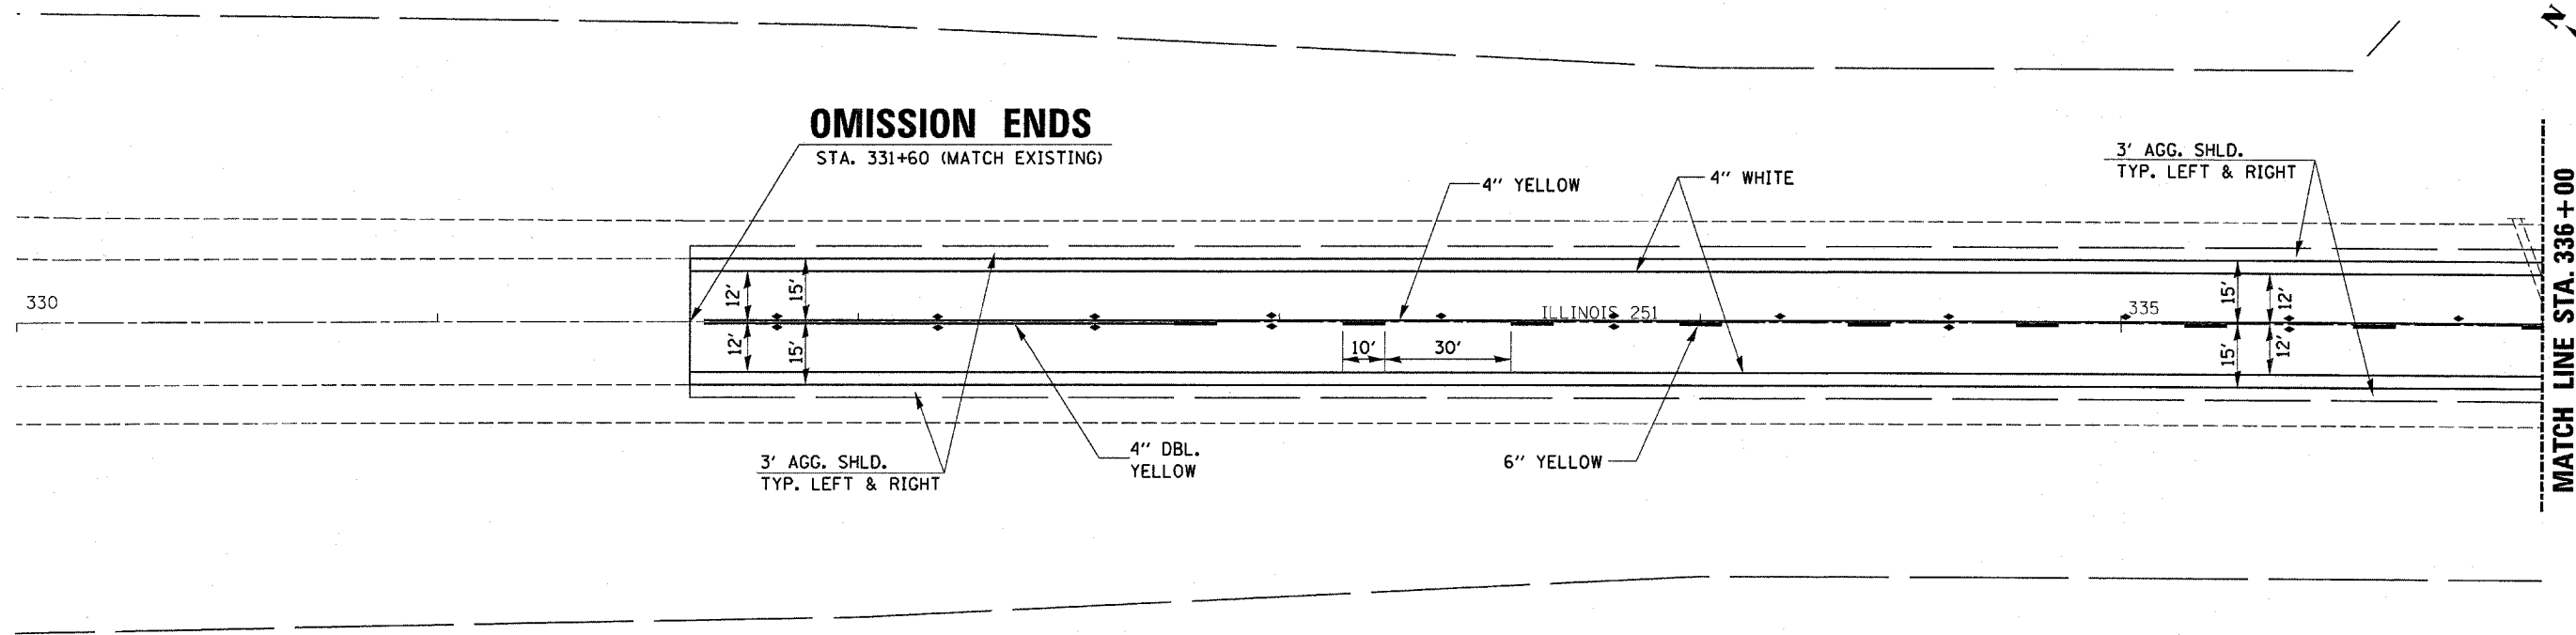 N
OMISSION ENDS
STA. 331+60 (MATCH EXISTING)
3' AGG. SHLD.
TYP. LEFT & RIGHT
4" YELLOW
4" WHITE
MATCH LINE STA. 336+00
330
12'
15'
ILLINOIS 251
335
15'
12'
12'
15'
10'
30'
15'
12'
3' AGG. SHLD.
TYP. LEFT & RIGHT
4" DBL.
YELLOW
6" YELLOW